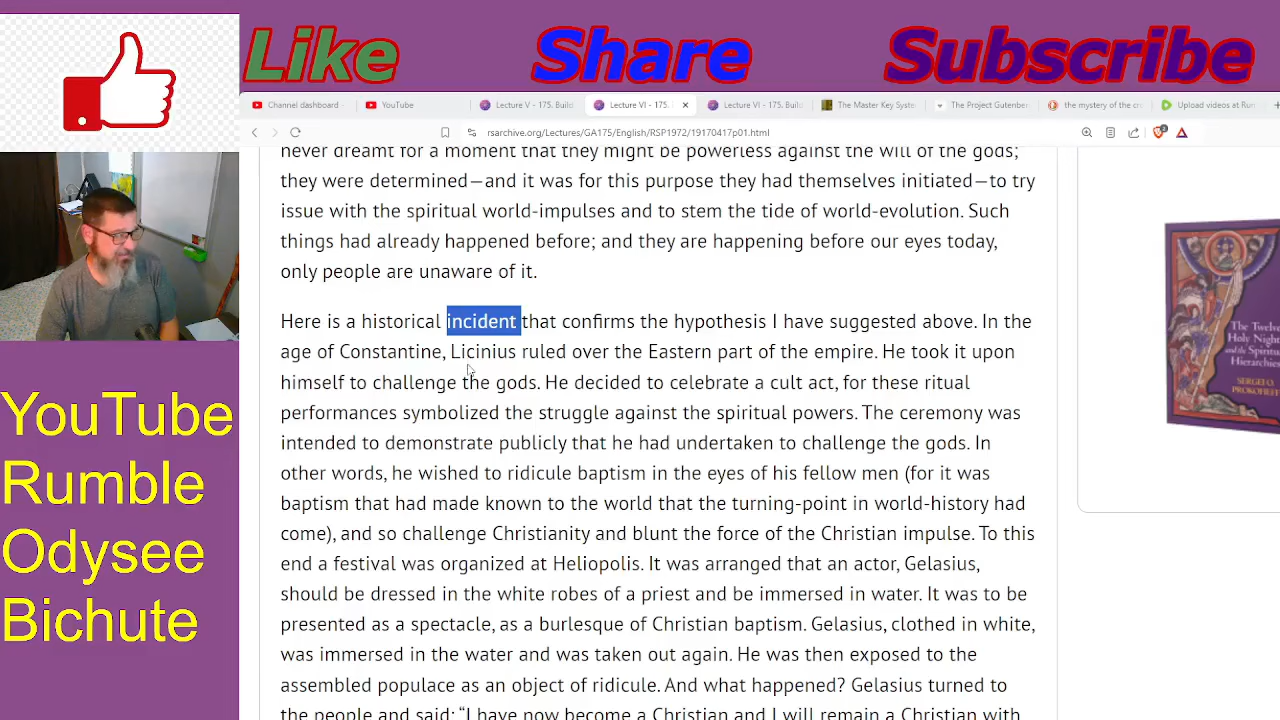 Like Share Subscribe
Channel dashboard YouTube Lecture V - 175. Build Lecture VI - 175. Lecture VI - 175. Build The Master Key Syste The Project Gutenber the mystery of the cro Upload videos at Rum
rsarchive.org/Lectures/GA175/English/RSP1972/19170417p01.html
never dreamt for a moment that they might be powerless against the will of the gods;
they were determined—and it was for this purpose they had themselves initiated—to try
issue with the spiritual world-impulses and to stem the tide of world-evolution. Such
things had already happened before; and they are happening before our eyes today,
only people are unaware of it.
Here is a historical incident that confirms the hypothesis I have suggested above. In the
age of Constantine, Licinius ruled over the Eastern part of the empire. He took it upon
himself to challenge the gods. He decided to celebrate a cult act, for these ritual
performances symbolized the struggle against the spiritual powers. The ceremony was
intended to demonstrate publicly that he had undertaken to challenge the gods. In
other words, he wished to ridicule baptism in the eyes of his fellow men (for it was
baptism that had made known to the world that the turning-point in world-history had
come), and so challenge Christianity and blunt the force of the Christian impulse. To this
end a festival was organized at Heliopolis. It was arranged that an actor, Gelasius,
should be dressed in the white robes of a priest and be immersed in water. It was to be
presented as a spectacle, as a burlesque of Christian baptism. Gelasius, clothed in white,
was immersed in the water and was taken out again. He was then exposed to the
assembled populace as an object of ridicule. And what happened? Gelasius turned to
the people and said: “I have now become a Christian and I will remain a Christian with
The Twelve
Holy Night
and the Spiritua
Hierarchies
SERGEI O.
PROKOFIEFF
YouTube
Rumble
Odysee
Bichute